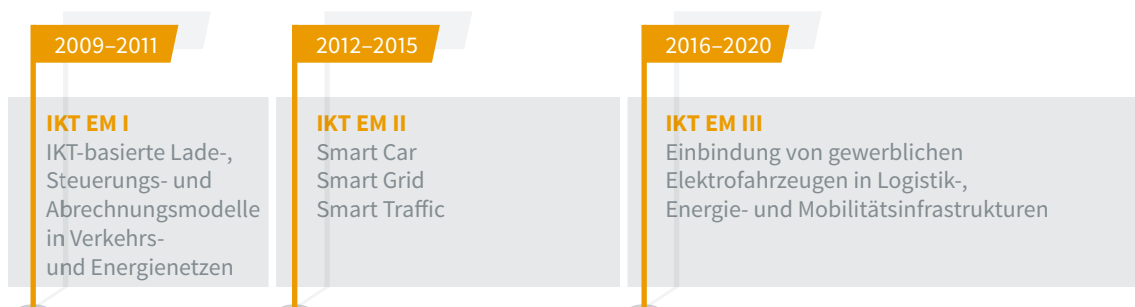 2009–2011
IKT EM I
IKT-basierte Lade-,
Steuerungs- und
Abrechnungsmodelle
in Verkehrs-
und Energienetzen
2012–2015
IKT EM II
Smart Car
Smart Grid
Smart Traffic
2016–2020
IKT EM III
Einbindung von gewerblichen
Elektrofahrzeugen in Logistik-,
Energie- und Mobilitätsinfrastrukturen